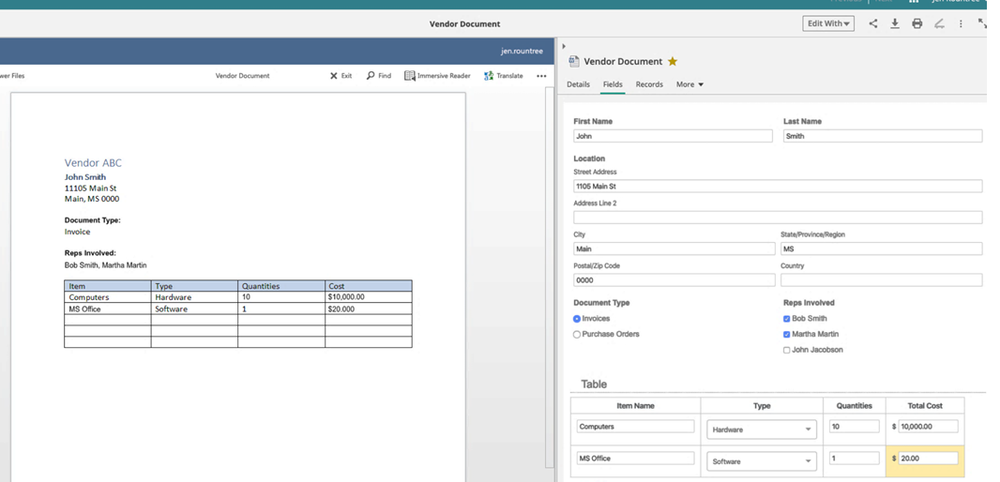 jen.rountree
Vendor Document
Edit With
jen.rountree
wer Files
Vendor Document
Exit
Find
Immersive Reader
Translate
Vendor ABC
John Smith
11105 Main St
Main, MS 0000
Document Type:
Invoice
Reps Involved:
Bob Smith, Martha Martin
Item Type Quantities Cost
Computers Hardware 10 $10,000.00
MS Office Software 1 $20.000
Vendor Document
Details Fields Records More
First Name Last Name
John Smith
Location
Street Address
1105 Main St
Address Line 2
City State/Province/Region
Main MS
Postal/Zip Code Country
0000
Document Type Reps Involved
Invoices Bob Smith
Purchase Orders Martha Martin
John Jacobson
Table
Item Name Type Quantities Total Cost
Computers Hardware 10 $ 10,000.00
MS Office Software 1 $ 20.00